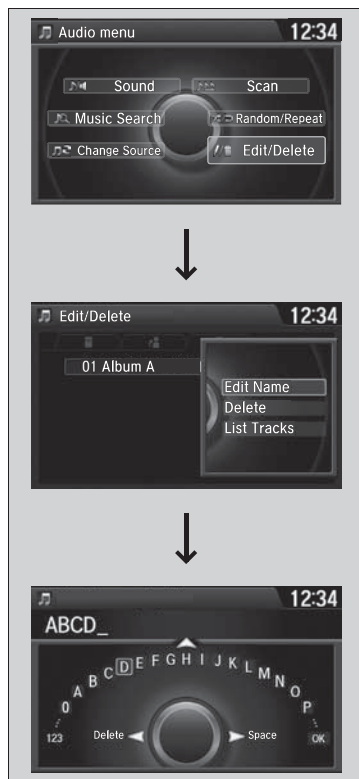 Audio menu 12:34
Sound Scan
Music Search Random/Repeat
Change Source Edit/Delete
Edit/Delete 12:34
01 Album A
Edit Name
Delete
List Tracks
12:34
ABCD_
0 A B C D E F G H I J K L M N O P
123 Delete Space OK